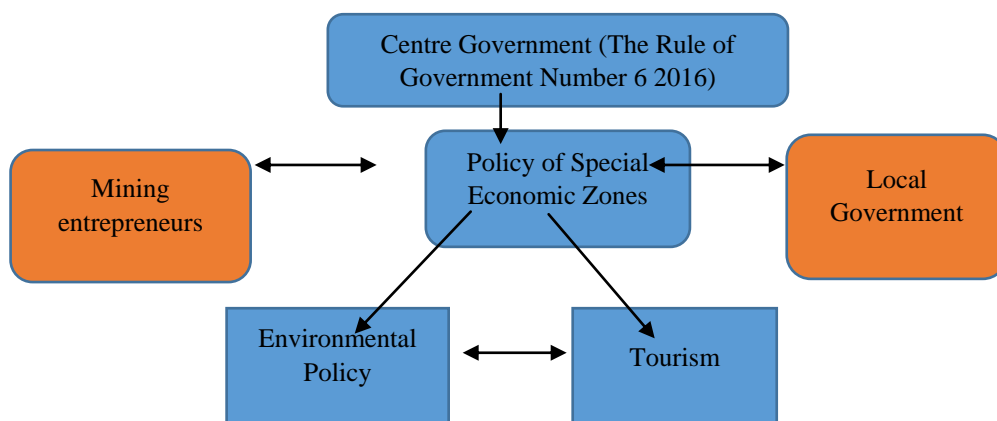 Centre Government (The Rule of
Government Number 6 2016)
Mining
entrepreneurs
Policy of Special
Economic Zones
Local
Government
Environmental
Policy
Tourism